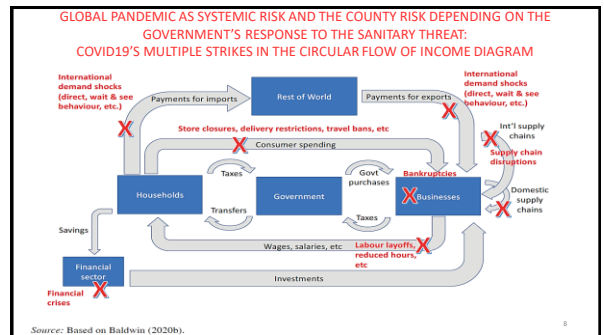 GLOBAL PANDEMIC AS SYSTEMIC RISK AND THE COUNTY RISK DEPENDING ON THE
GOVERNMENT'S RESPONSE TO THE SANITARY THREAT:
COVID19'S MULTIPLE STRIKES IN THE CIRCULAR FLOW OF INCOME DIAGRAM
International
demand shocks
(direct, wait & see
behaviour, etc.)
Payments for imports
Rest of World
Payments for exports
International
demand shocks
(direct, wait & see
behaviour, etc.)
Store closures, delivery restrictions, travel bans, etc
Consumer spending
Int'l supply
chains
Supply chain
disruptions
Taxes
Govt
purchases
Bankruptcies
Households
Government
Businesses
Domestic
supply
chains
Transfers
Taxes
Savings
Wages, salaries, etc
Labour layoffs,
reduced hours,
etc
Financial
sector
Investments
Financial
crises
Source: Based on Baldwin (2020b).
8